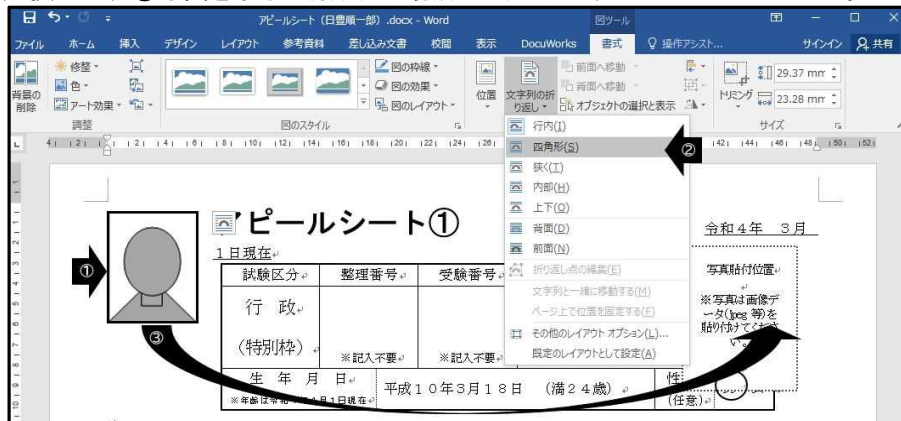 アピールシート（日豊順一郎）.docx - Word
図ツール
ファイル ホーム 挿入 デザイン レイアウト 参考資料 差し込み文書 校閲 表示 DocuWorks 書式 操作アシスト... サインイン 共有
背景の削除
修整
色
アート効果
図の枠線
図の効果
図のレイアウト
位置
文字列の折り返し
前面へ移動
背面へ移動
オブジェクトの選択と表示
トリミング
29.37 mm
23.28 mm
調整 図のスタイル サイズ
行内(I)
四角形(S)
狭く(T)
内部(H)
上下(O)
背面(D)
前面(N)
折り返し点の編集(E)
文字列と一緒に移動する(M)
ページ上で位置を固定する(F)
その他のレイアウト オプション(L)...
既定のレイアウトとして設定(A)
②
①
③
ピールシート①
令和４年 ３月
１日現在
試験区分 整理番号 受験番号
行 政
（特別枠）
※記入不要 ※記入不要
写真貼付位置
※写真は画像データ(jpeg 等)を貼り付けてください。
生 年 月 日
平成１０年３月１８日 （満２４歳）
性
(任意)